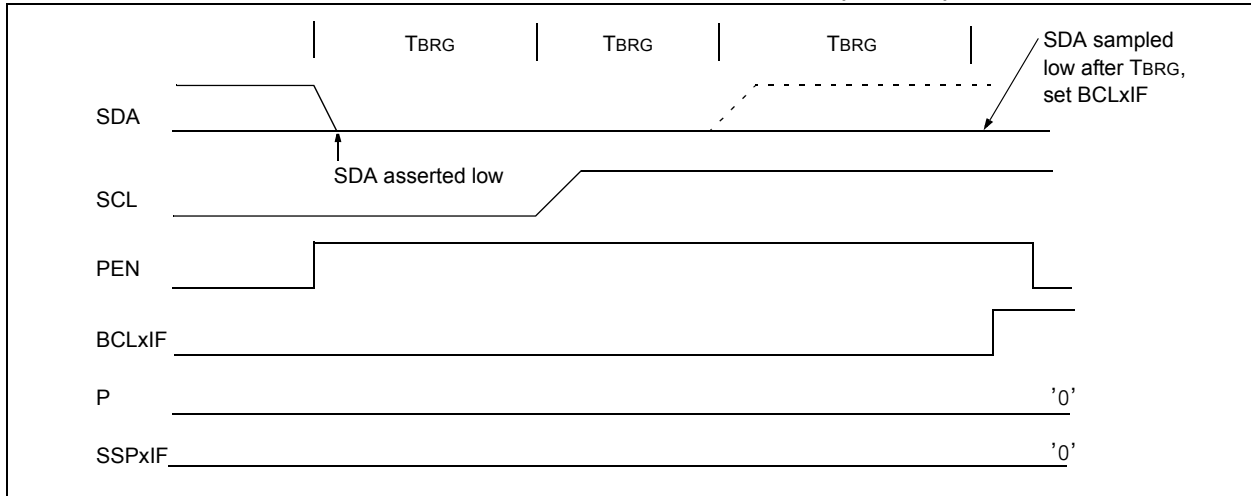 TBRG TBRG TBRG
SDA sampled
low after TBRG,
set BCLxIF
SDA
SDA asserted low
SCL
PEN
BCLxIF
P
'0'
SSPxIF
'0'